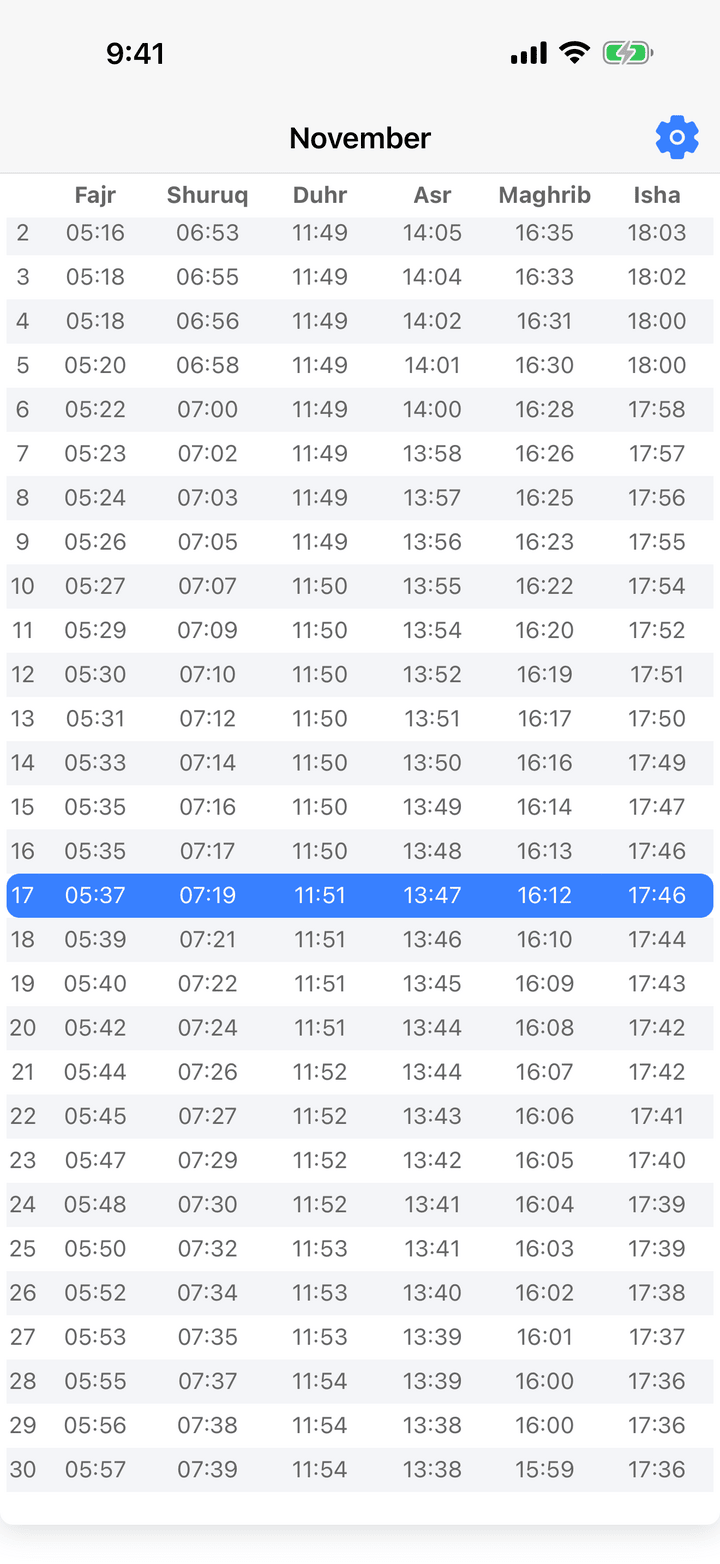 9:41
November
Fajr Shuruq Duhr Asr Maghrib Isha
2 05:16 06:53 11:49 14:05 16:35 18:03
3 05:18 06:55 11:49 14:04 16:33 18:02
4 05:18 06:56 11:49 14:02 16:31 18:00
5 05:20 06:58 11:49 14:01 16:30 18:00
6 05:22 07:00 11:49 14:00 16:28 17:58
7 05:23 07:02 11:49 13:58 16:26 17:57
8 05:24 07:03 11:49 13:57 16:25 17:56
9 05:26 07:05 11:49 13:56 16:23 17:55
10 05:27 07:07 11:50 13:55 16:22 17:54
11 05:29 07:09 11:50 13:54 16:20 17:52
12 05:30 07:10 11:50 13:52 16:19 17:51
13 05:31 07:12 11:50 13:51 16:17 17:50
14 05:33 07:14 11:50 13:50 16:16 17:49
15 05:35 07:16 11:50 13:49 16:14 17:47
16 05:35 07:17 11:50 13:48 16:13 17:46
17 05:37 07:19 11:51 13:47 16:12 17:46
18 05:39 07:21 11:51 13:46 16:10 17:44
19 05:40 07:22 11:51 13:45 16:09 17:43
20 05:42 07:24 11:51 13:44 16:08 17:42
21 05:44 07:26 11:52 13:44 16:07 17:42
22 05:45 07:27 11:52 13:43 16:06 17:41
23 05:47 07:29 11:52 13:42 16:05 17:40
24 05:48 07:30 11:52 13:41 16:04 17:39
25 05:50 07:32 11:53 13:41 16:03 17:39
26 05:52 07:34 11:53 13:40 16:02 17:38
27 05:53 07:35 11:53 13:39 16:01 17:37
28 05:55 07:37 11:54 13:39 16:00 17:36
29 05:56 07:38 11:54 13:38 16:00 17:36
30 05:57 07:39 11:54 13:38 15:59 17:36